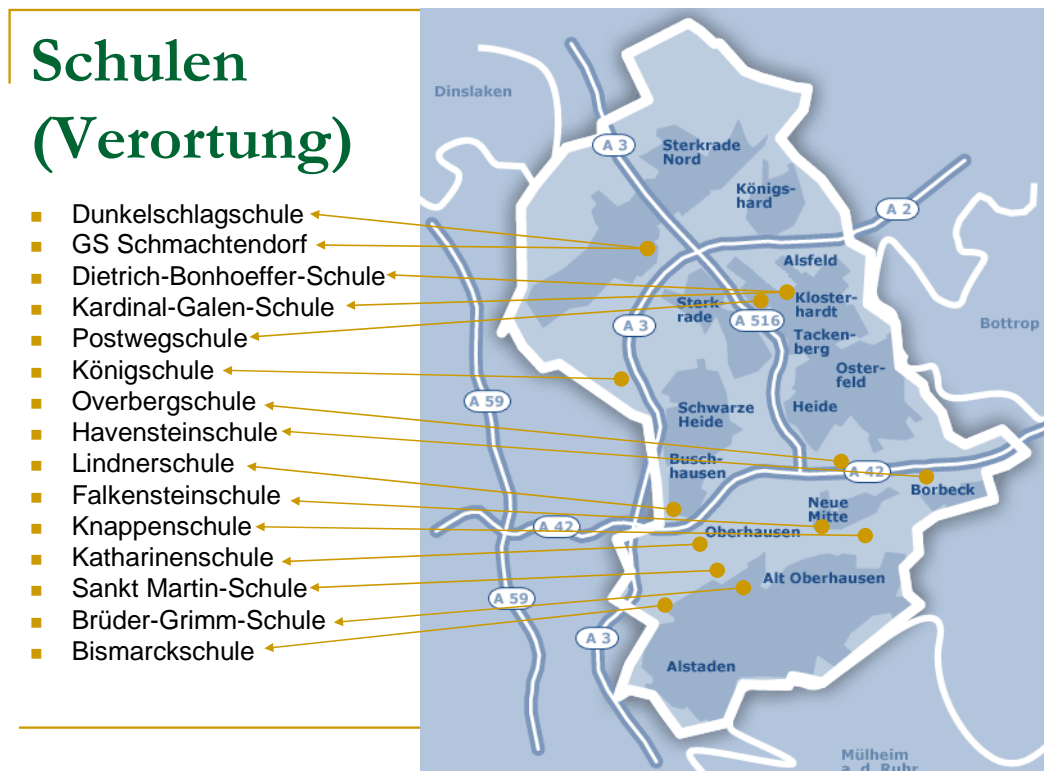 Schulen
(Verortung)
Dunkelschlagschule
GS Schmachtendorf
Dietrich-Bonhoeffer-Schule
Kardinal-Galen-Schule
Postwegschule
Königschule
Overbergschule
Havensteinschule
Lindnerschule
Falkensteinschule
Knappenschule
Katharinenschule
Sankt Martin-Schule
Brüder-Grimm-Schule
Bismarckschule
Dinslaken
A 3
Sterkrade
Nord
Königs-
hard
A 2
Alsfeld
Sterk
rade
Kloster-
hardt
A 3
A 516
Bottrop
Tacken-
berg
Oster-
feld
A 59
Schwarze
Heide
Heide
Busch-
hausen
A 42
Borbeck
Neue
Mitte
A 42
Oberhausen
Alt Oberhausen
A 59
A 3
Alstaden
Mülheim
a. d. Ruhr